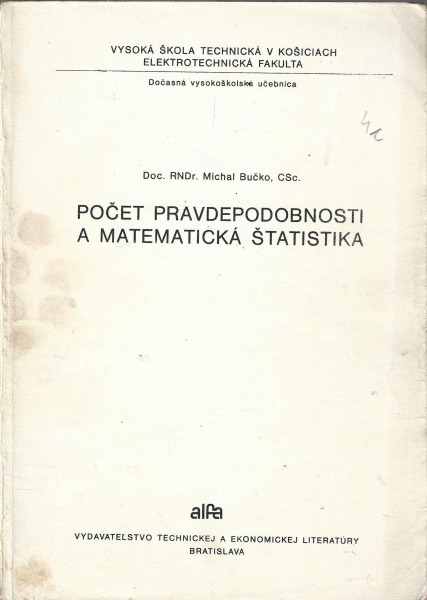 VYSOKÁ ŠKOLA TECHNICKÁ V KOŠICIACH
ELEKTROTECHNICKÁ FAKULTA
Dočasná vysokoškolská učebnica
Doc. RNDr. Michal Bučko, CSc.
POČET PRAVDEPODOBNOSTI
A MATEMATICKÁ ŠTATISTIKA
alfa
VYDAVATEĽSTVO TECHNICKEJ A EKONOMICKEJ LITERATÚRY
BRATISLAVA